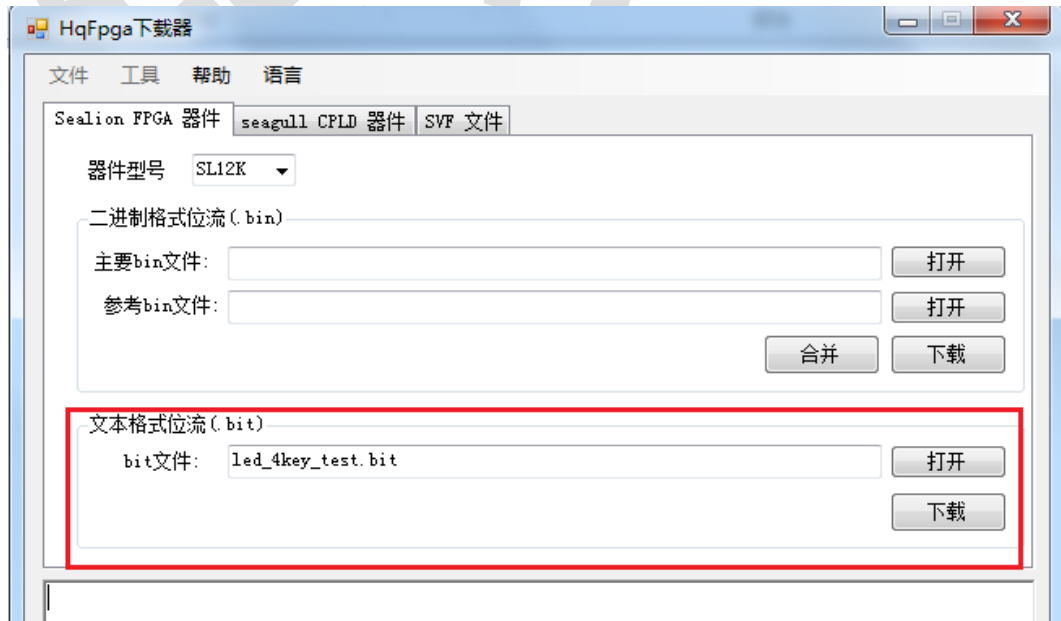 HqFpga下载器
文件 工具 帮助 语言
Sealion FPGA 器件 seagull CPLD 器件 SVF 文件
器件型号 SL12K
二进制格式位流(.bin)
主要bin文件: 打开
参考bin文件: 打开
合并 下载
文本格式位流(.bit)
bit文件: led_4key_test.bit 打开
下载